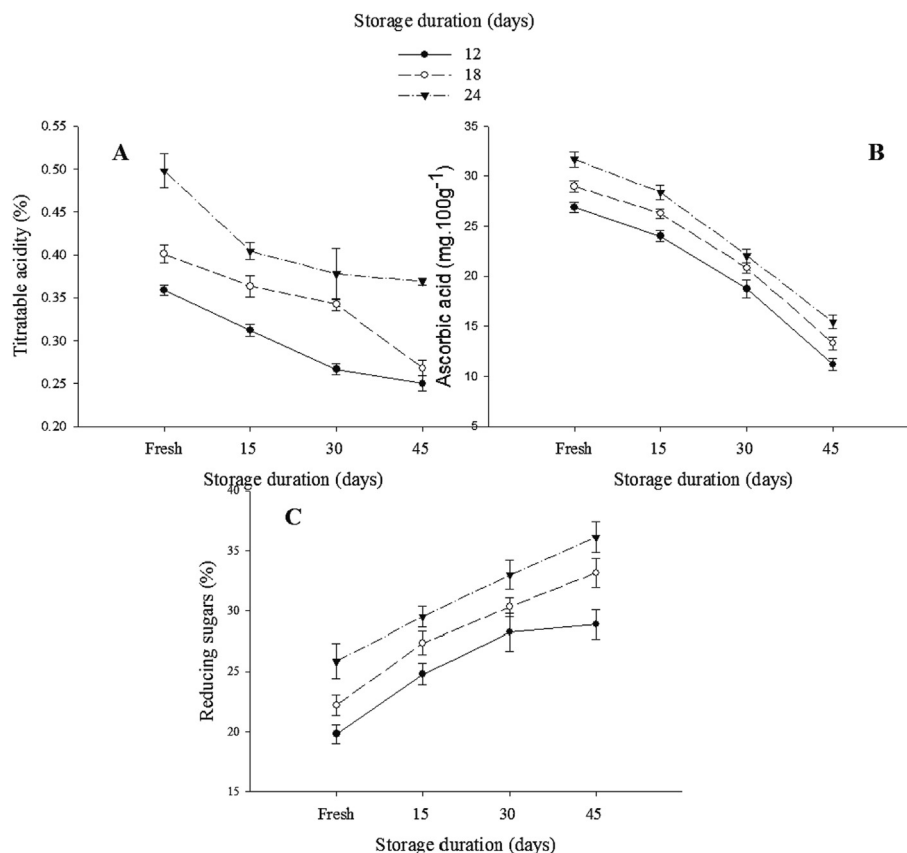 Storage duration (days)
12
18
24
A
Titratable acidity (%)
0.55
0.50
0.45
0.40
0.35
0.30
0.25
0.20
Fresh 15 30 45
Storage duration (days)
B
Ascorbic acid (mg.100g⁻¹)
35
30
25
20
15
10
5
Fresh 15 30 45
Storage duration (days)
C
Reducing sugars (%)
40
35
30
25
20
15
Fresh 15 30 45
Storage duration (days)